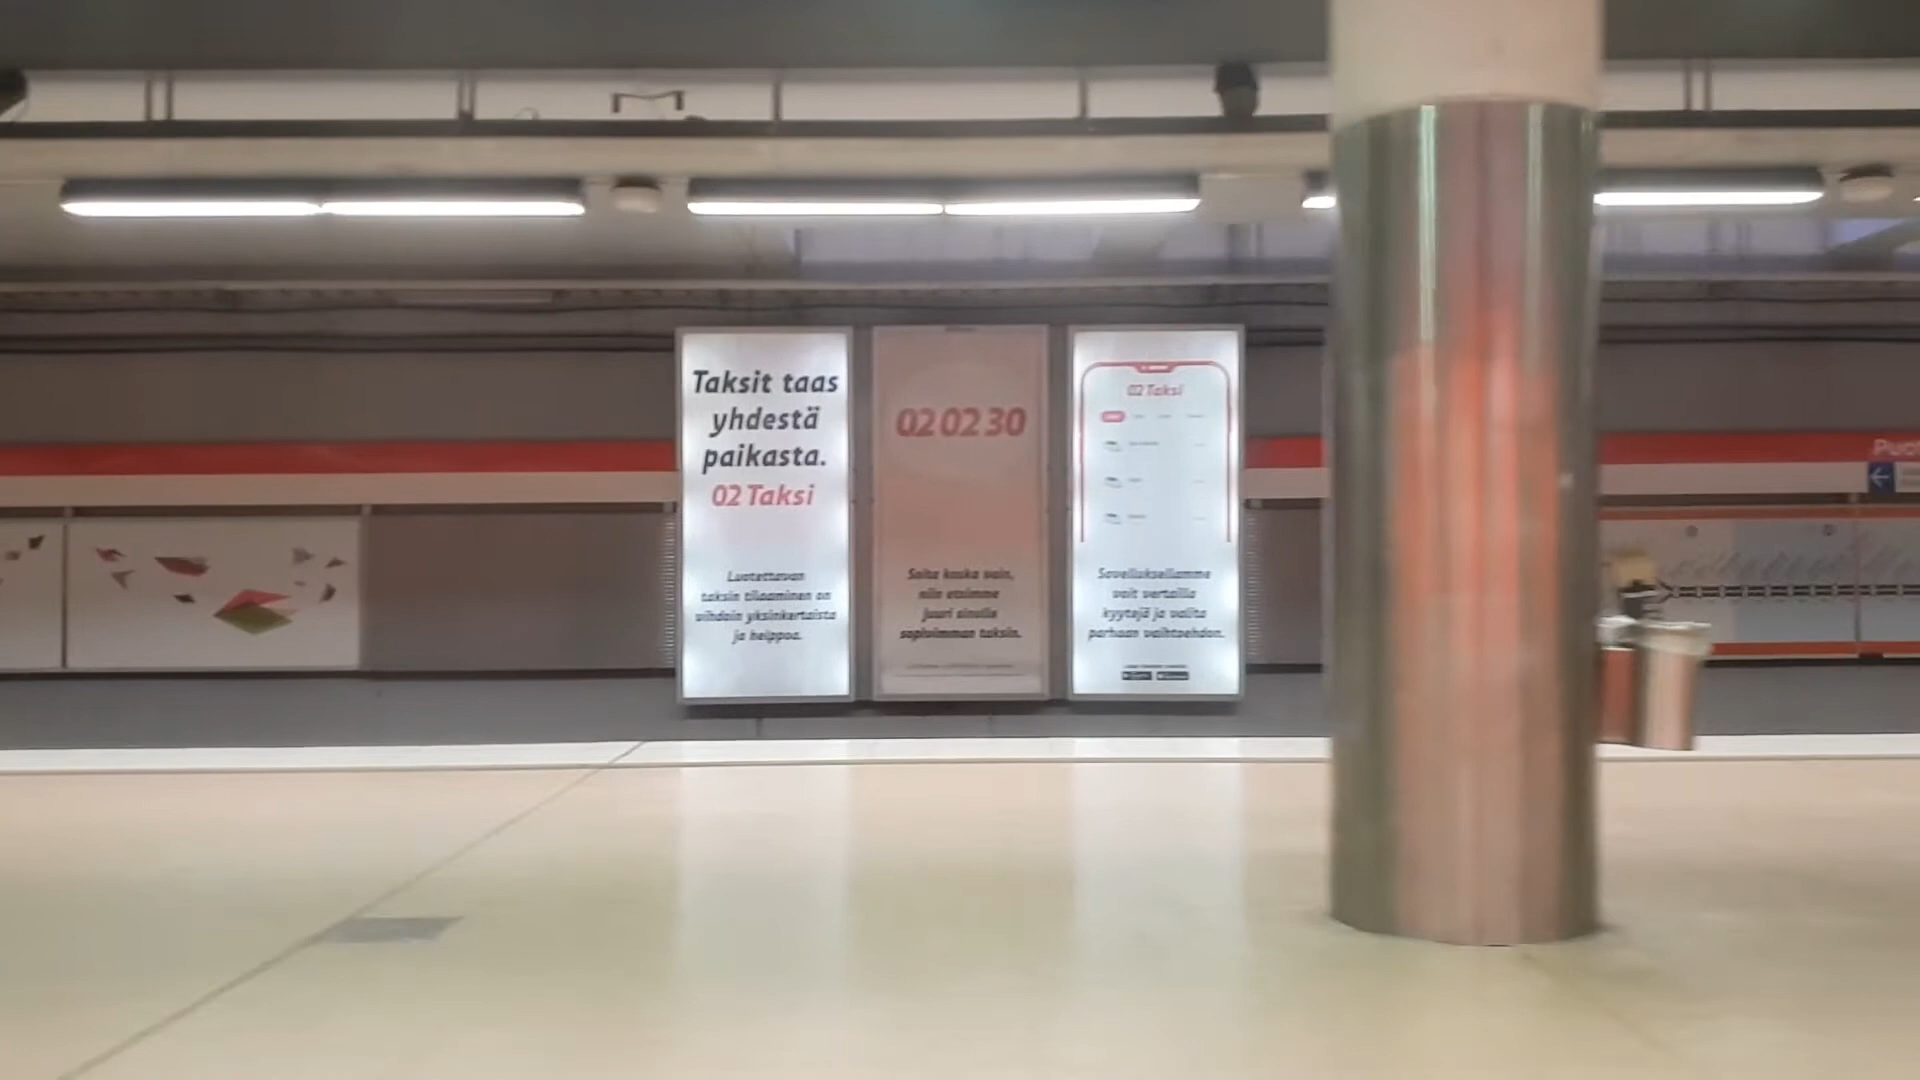 Taksit taas
yhdestä
paikasta.
02 Taksi
Luotettavan
taksin tilaaminen on
vihdoin yksinkertaista
ja helppoa.
02 02 30
Soita koska vain,
niin etsimme
juuri sinulle
sopivimman taksin.
02 Taksi
Sovelluksellamme
voit vertailla
kyytejä ja valita
parhaan vaihtoehdon.
Puot